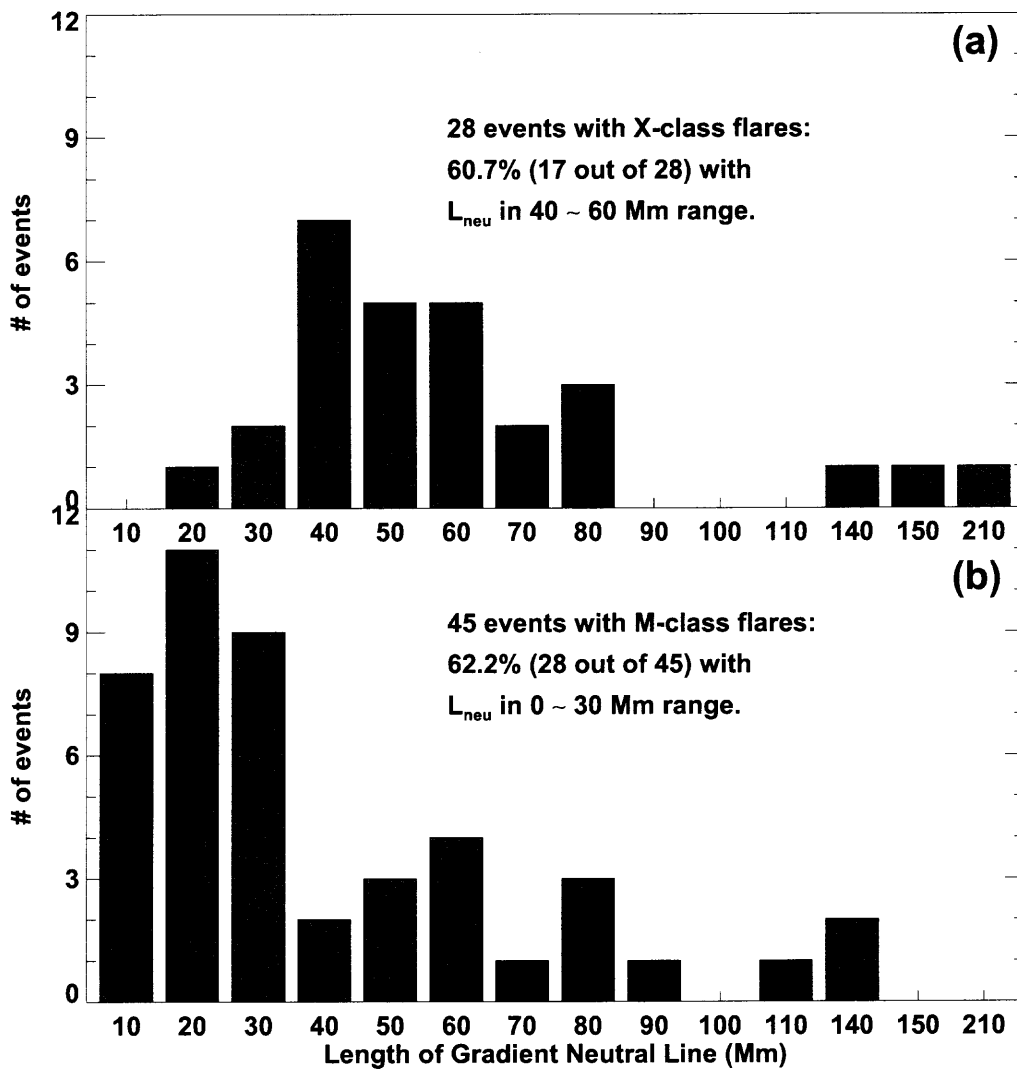 (a)
12
9
6
3
0
# of events
28 events with X-class flares:
60.7% (17 out of 28) with
Lneu in 40 ~ 60 Mm range.
10 20 30 40 50 60 70 80 90 100 110 140 150 210
(b)
12
9
6
3
0
# of events
45 events with M-class flares:
62.2% (28 out of 45) with
Lneu in 0 ~ 30 Mm range.
10 20 30 40 50 60 70 80 90 100 110 140 150 210
Length of Gradient Neutral Line (Mm)